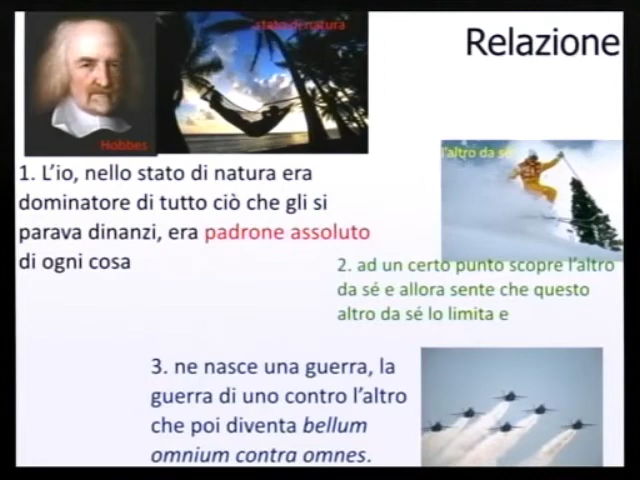 stato di natura
Relazione
Hobbes
l'altro da sé
1. L'io, nello stato di natura era
dominatore di tutto ciò che gli si
parava dinanzi, era padrone assoluto
di ogni cosa
2. ad un certo punto scopre l'altro
da sé e allora sente che questo
altro da sé lo limita e
3. ne nasce una guerra, la
guerra di uno contro l'altro
che poi diventa bellum
omnium contra omnes.